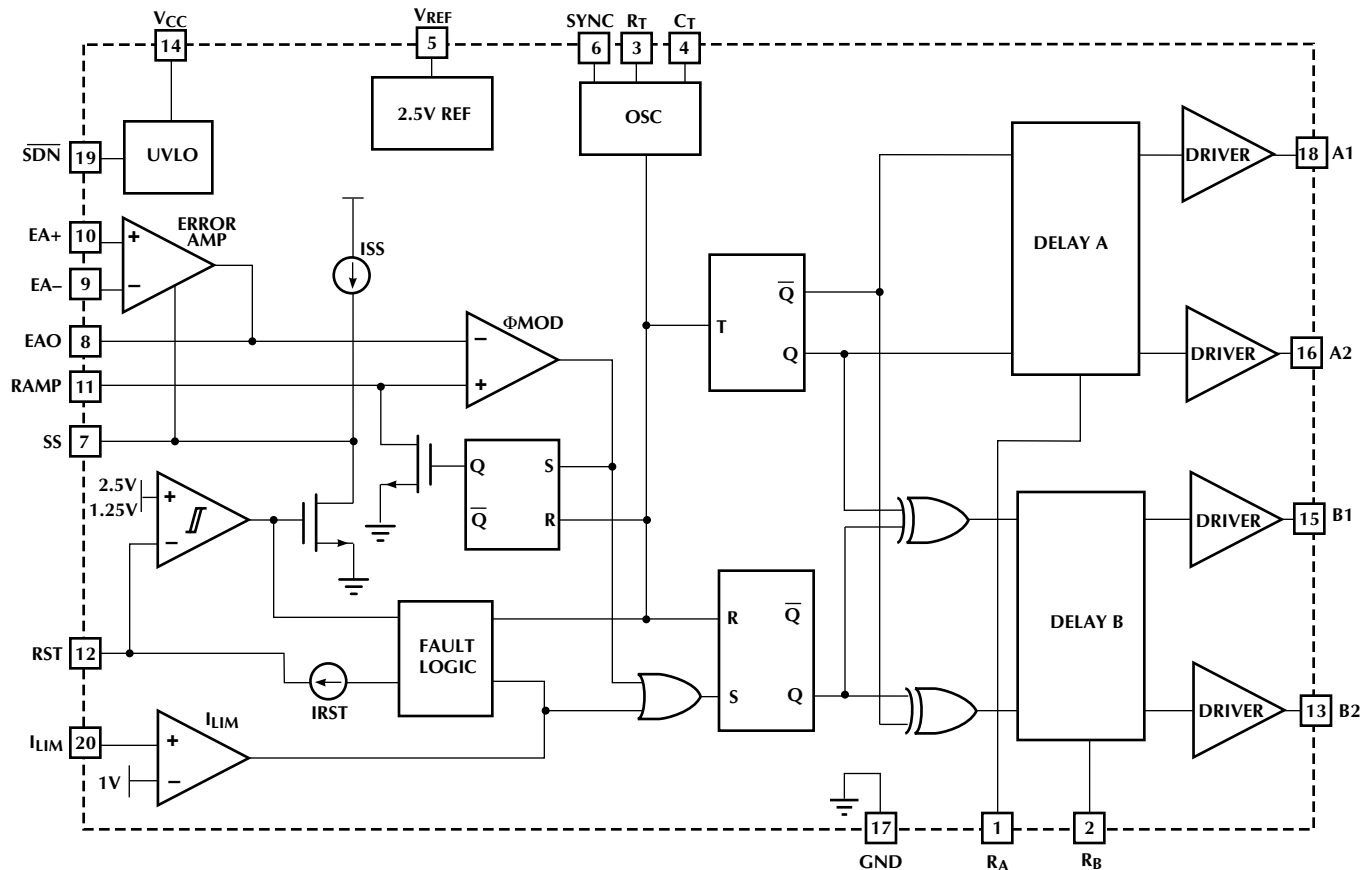 VCC
VREF
SYNC RT CT
14
5
6 3 4
2.5V REF
OSC
SDN 19
UVLO
DRIVER
18 A1
EA+ 10
ERROR
AMP
+
EA– 9
–
ISS
DELAY A
Q
T
Q
EAO 8
ΦMOD
–
DRIVER
16 A2
RAMP 11
+
SS 7
Q S
Q R
2.5V
1.25V
+
–
DRIVER
15 B1
R Q
DELAY B
FAULT
LOGIC
RST 12
IRST
S Q
DRIVER
13 B2
ILIM
ILIM 20
+
1V
–
17
1
2
GND
RA
RB